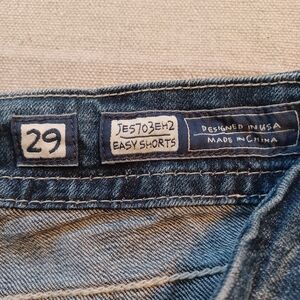 29
JES703EH2
EASY SHORTS
DESIGNED IN USA
MADE IN CHINA